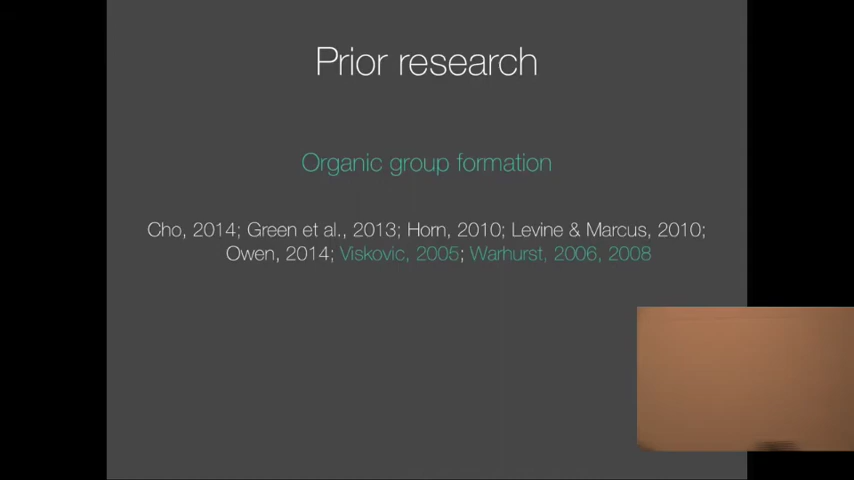 Prior research
Organic group formation
Cho, 2014; Green et al., 2013; Horn, 2010; Levine & Marcus, 2010;
Owen, 2014; Viskovic, 2005; Warhurst, 2006, 2008